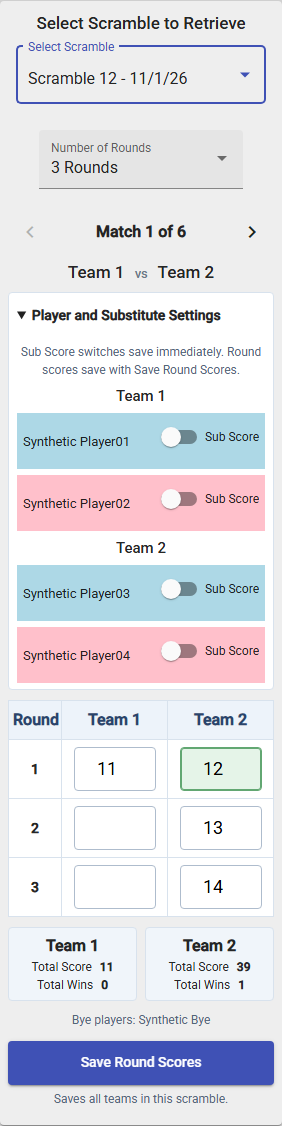 Select Scramble to Retrieve
Select Scramble
Scramble 12 - 11/1/26
Number of Rounds
3 Rounds
Match 1 of 6
Team 1 vs Team 2
Player and Substitute Settings
Sub Score switches save immediately. Round
scores save with Save Round Scores.
Team 1
Synthetic Player01 Sub Score
Synthetic Player02 Sub Score
Team 2
Synthetic Player03 Sub Score
Synthetic Player04 Sub Score
Round Team 1 Team 2
1 11 12
2 13
3 14
Team 1 Team 2
Total Score 11 Total Score 39
Total Wins 0 Total Wins 1
Bye players: Synthetic Bye
Save Round Scores
Saves all teams in this scramble.